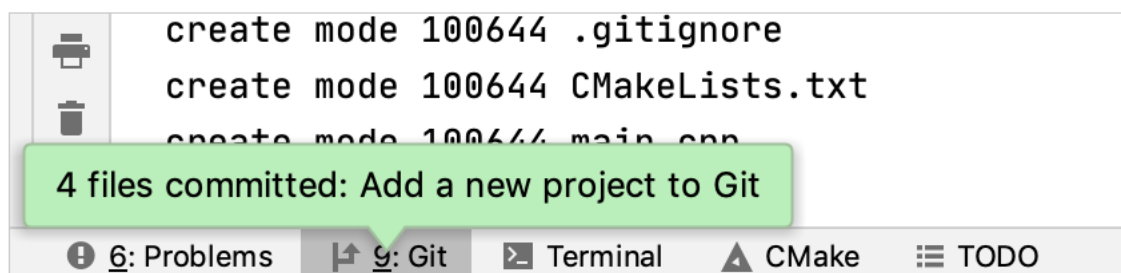 create mode 100644 .gitignore
create mode 100644 CMakeLists.txt
create mode 100644 main.cpp
4 files committed: Add a new project to Git
6: Problems 9: Git Terminal CMake TODO